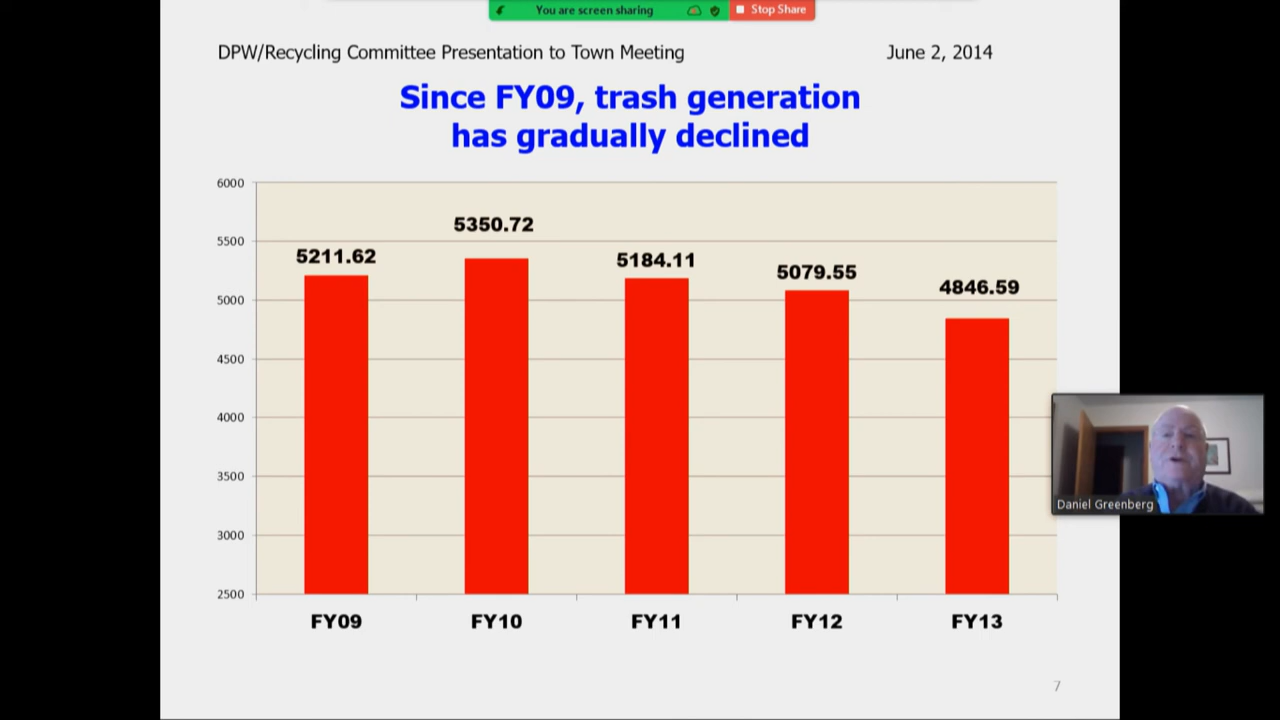 You are screen sharing
Stop Share
DPW/Recycling Committee Presentation to Town Meeting
June 2, 2014
Since FY09, trash generation
has gradually declined
6000
5500
5000
4500
4000
3500
3000
2500
5211.62
5350.72
5184.11
5079.55
4846.59
FY09
FY10
FY11
FY12
FY13
Daniel Greenberg
7